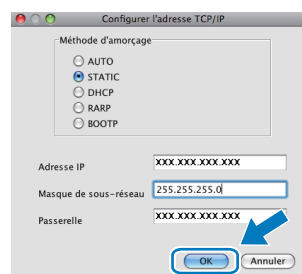 Configurer l'adresse TCP/IP
Méthode d'amorçage
AUTO
STATIC
DHCP
RARP
BOOTP
Adresse IP XXX.XXX.XXX.XXX
Masque de sous-réseau 255.255.255.0
Passerelle XXX.XXX.XXX.XXX
OK Annuler